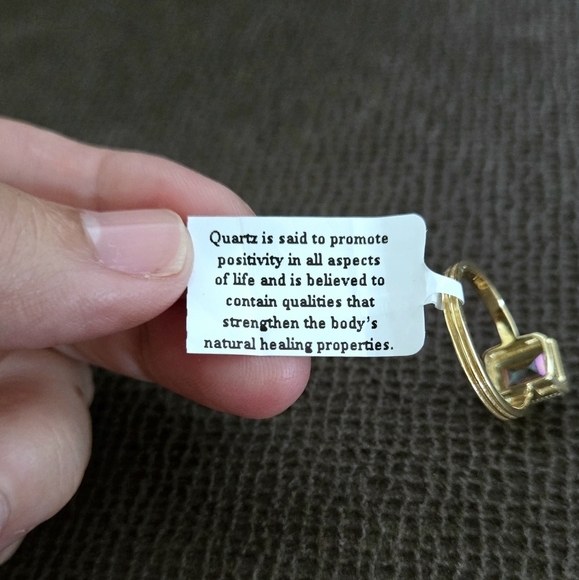 Quartz is said to promote
positivity in all aspects
of life and is believed to
contain qualities that
strengthen the body's
natural healing properties.